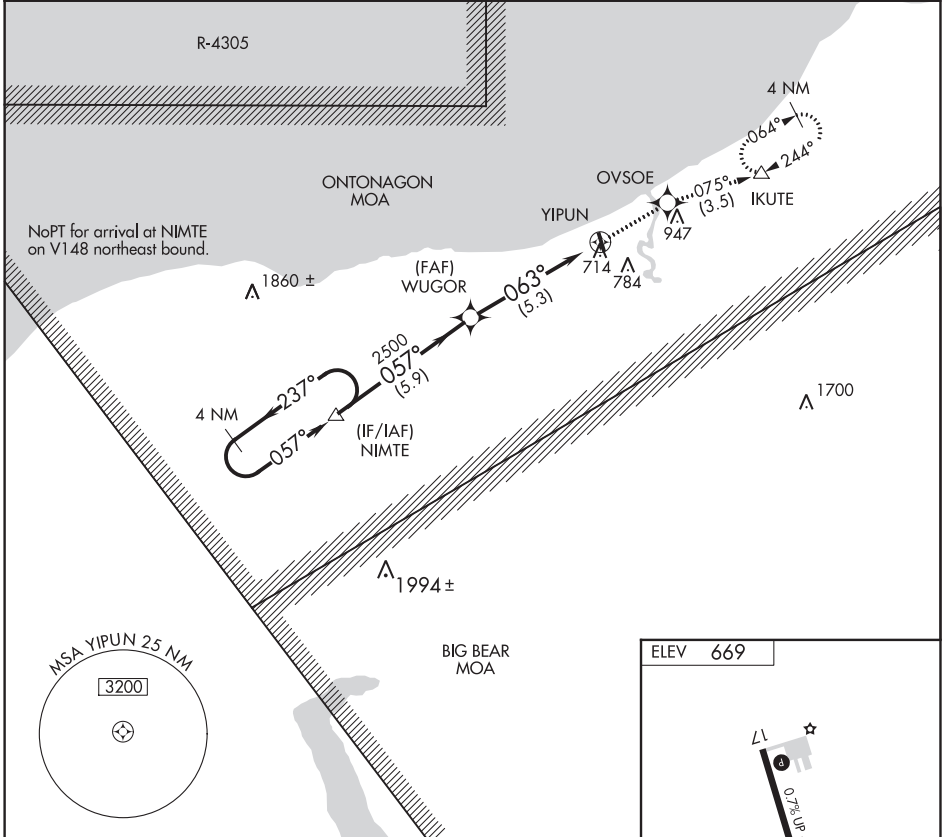 R-4305
4 NM
064°
244°
ONTONAGON
MOA
OVSOE
075°
(3.5)
IKUTE
YIPUN
947
NoPT for arrival at NIMTE
on V148 northeast bound.
714
784
1860 ±
(FAF)
WUGOR
063°
(5.3)
2500
057°
(5.9)
237°
4 NM
057°
(IF/IAF)
NIMTE
1700
1994 ±
BIG BEAR
MOA
MSA YIPUN 25 NM
3200
ELEV 669
17
P
0.7% UP